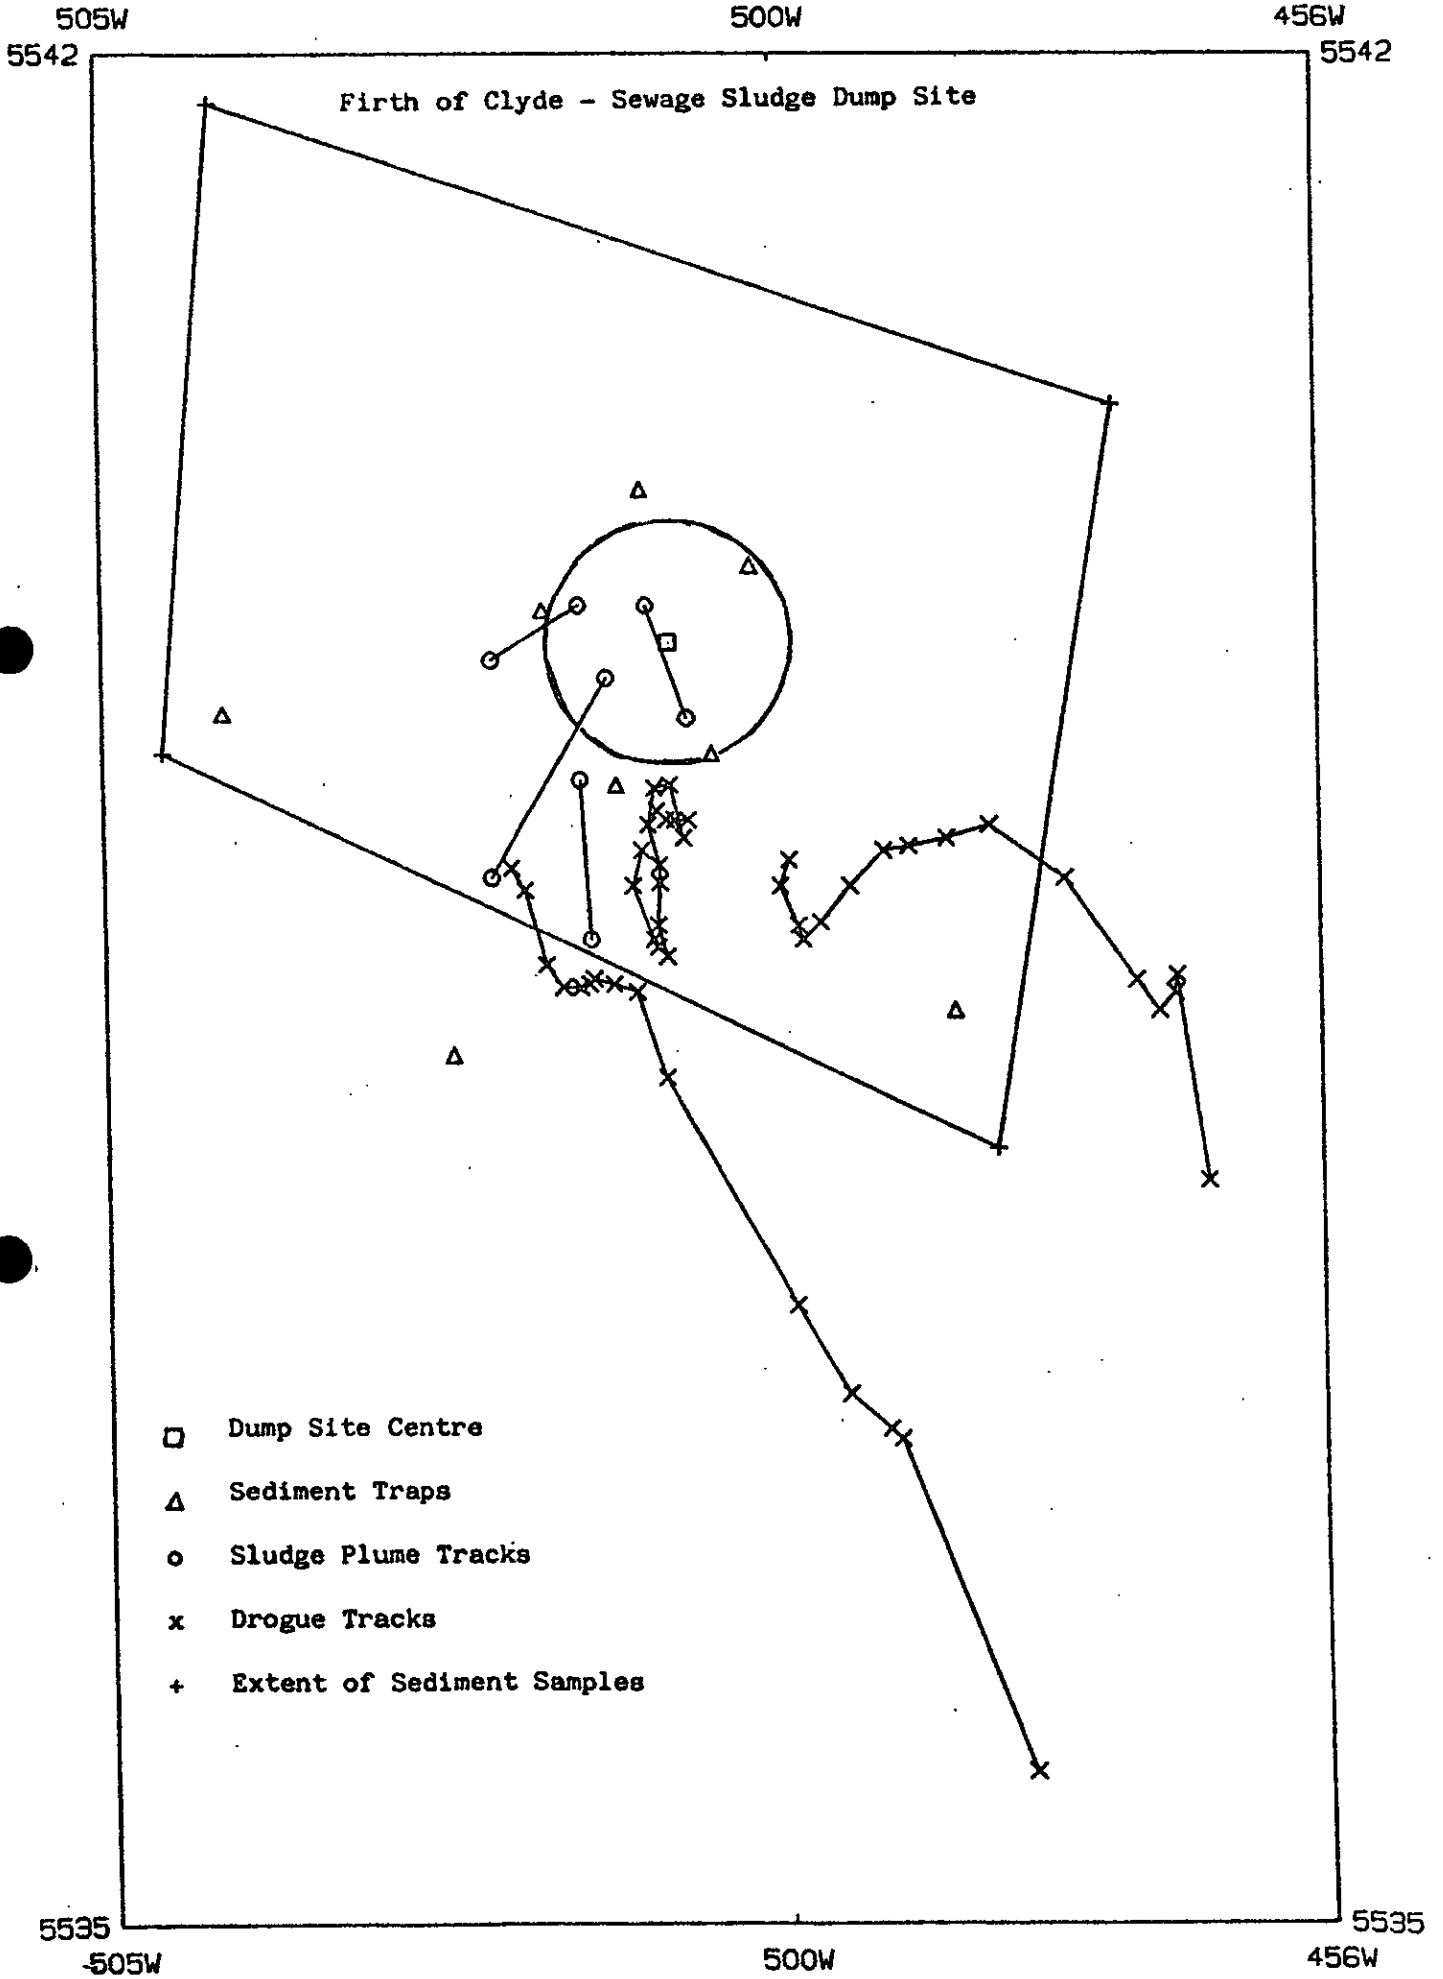 505W 500W 456W
5542 5542
Firth of Clyde - Sewage Sludge Dump Site
Dump Site Centre
Sediment Traps
Sludge Plume Tracks
Drogue Tracks
Extent of Sediment Samples
5535 5535
505W 500W 456W